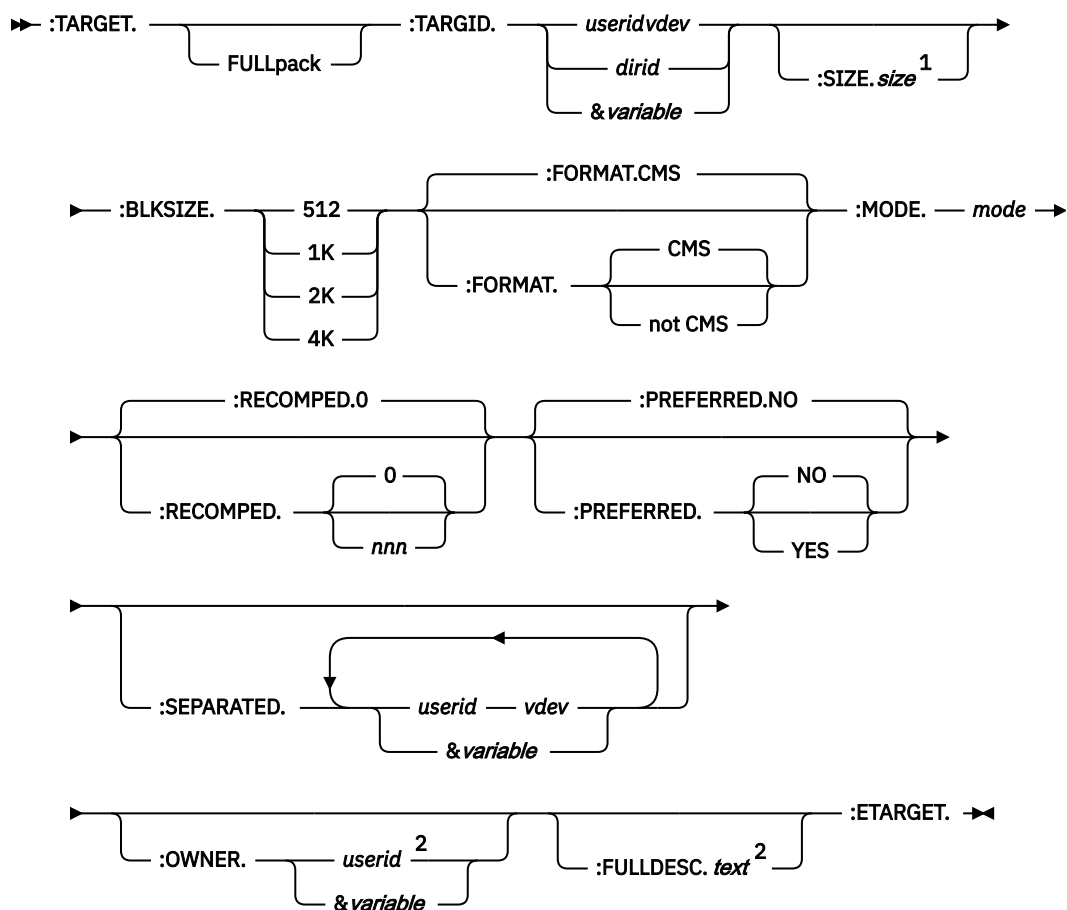 :TARGET. FULLpack :TARGID. useridvdev
dirid
&variable
:SIZE.size 1
:BLKSIZE. 512
1K
2K
4K
:FORMAT.CMS
:FORMAT. CMS
not CMS
:MODE. mode
:RECOMPED.0
:RECOMPED. 0
nnn
:PREFERRED.NO
:PREFERRED. NO
YES
:SEPARATED. userid vdev
&variable
:OWNER. userid 2
&variable
:FULLDESC. text 2
:ETARGET.